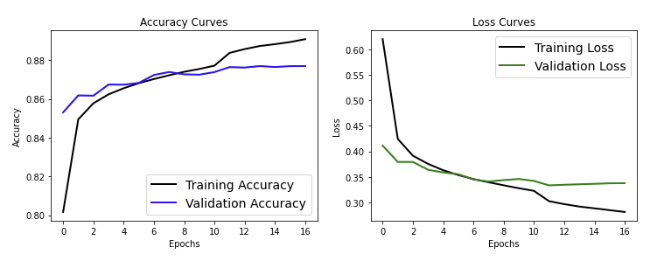 Accuracy Curves
0.88
0.86
0.84
0.82
0.80
Accuracy
Training Accuracy
Validation Accuracy
0 2 4 6 8 10 12 14 16
Epochs
Loss Curves
0.60
0.55
0.50
0.45
0.40
0.35
0.30
Loss
Training Loss
Validation Loss
0 2 4 6 8 10 12 14 16
Epochs